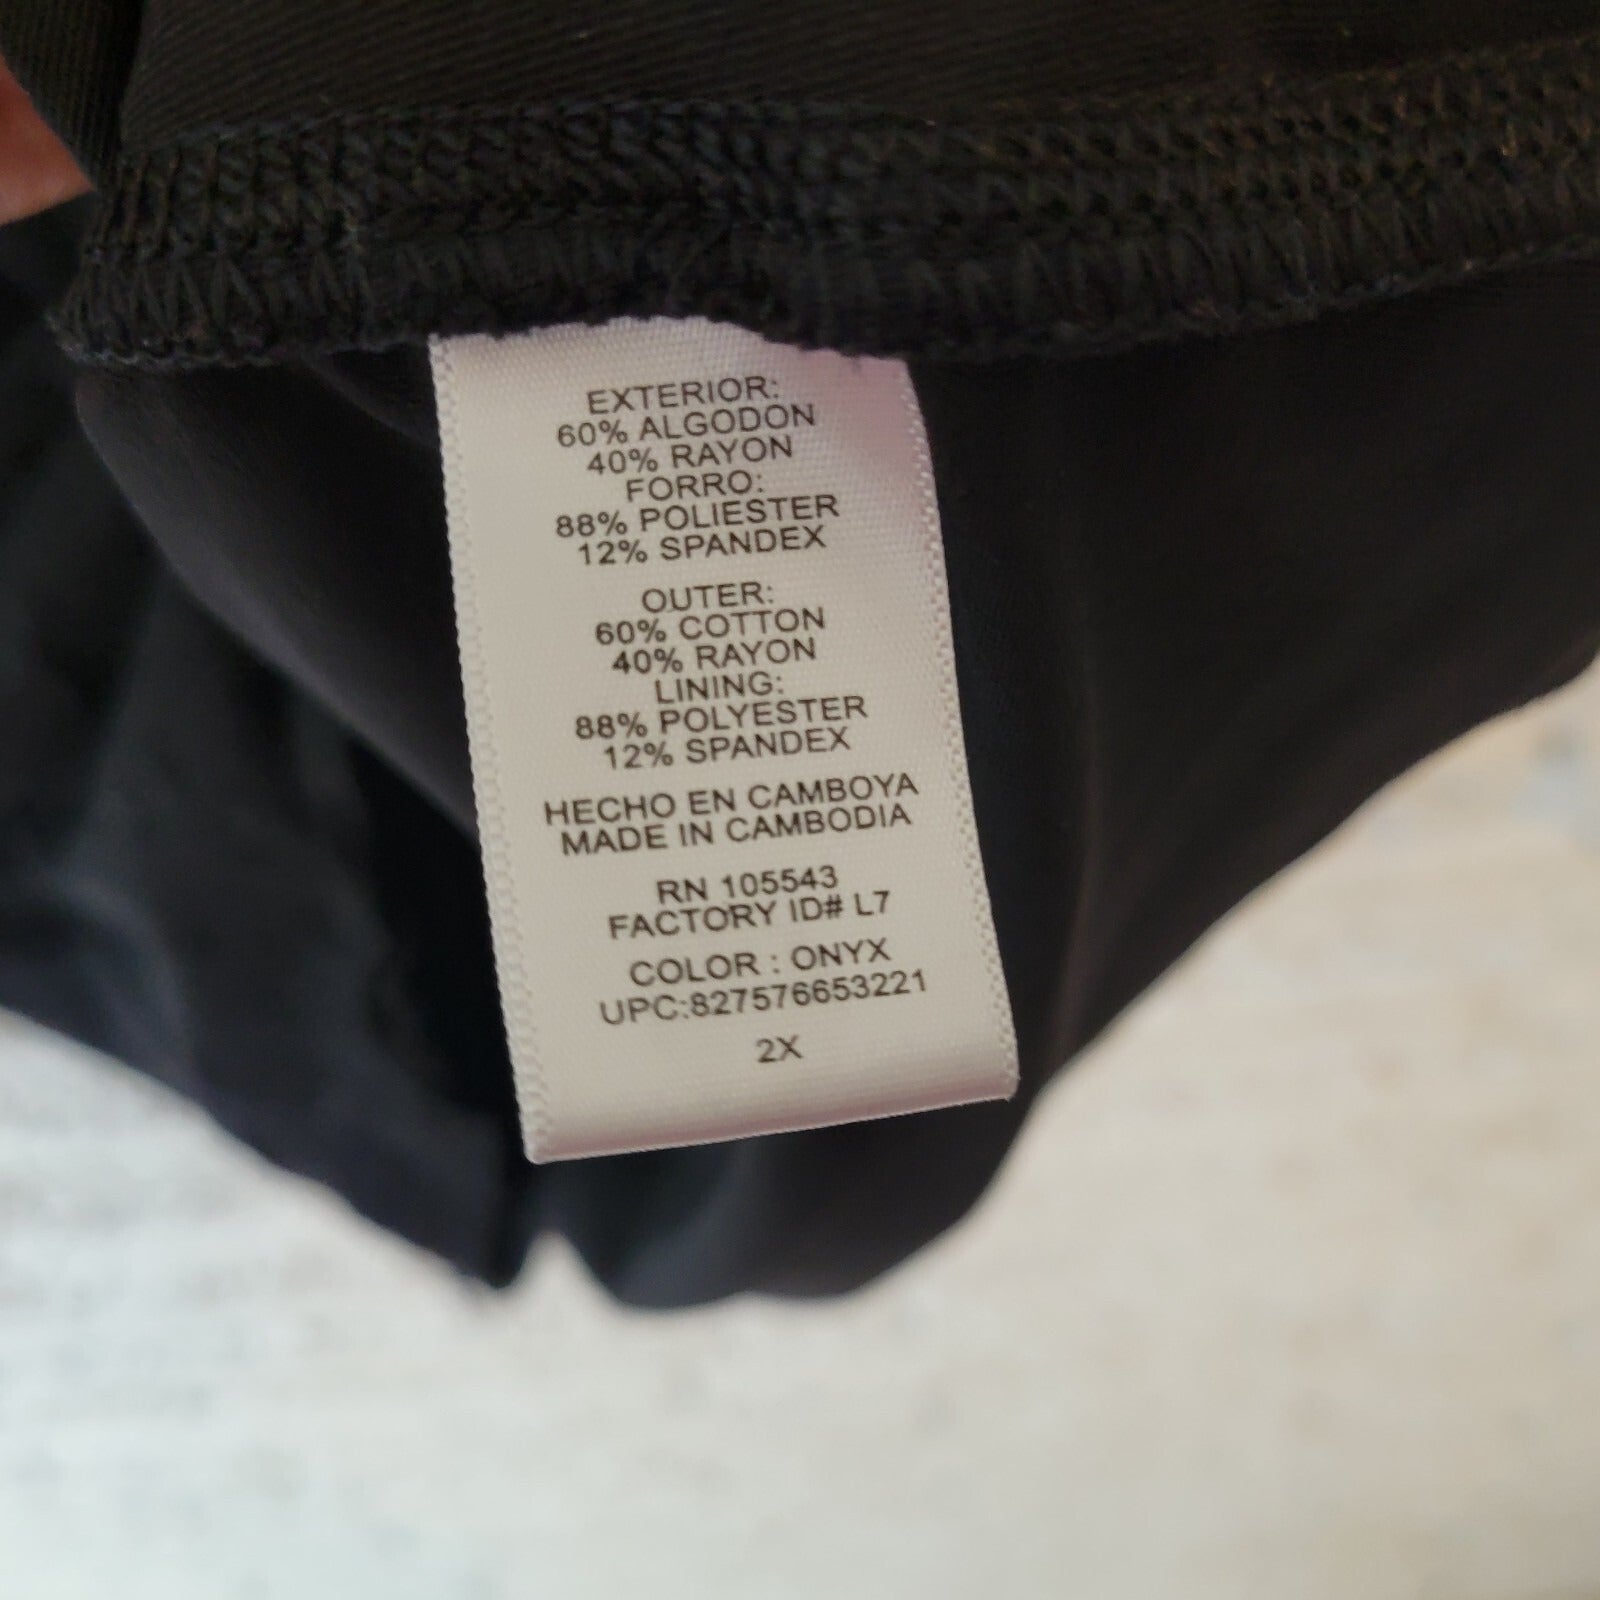 EXTERIOR:
60% ALGODON
40% RAYON
FORRO:
88% POLIESTER
12% SPANDEX
OUTER:
60% COTTON
40% RAYON
LINING:
88% POLYESTER
12% SPANDEX
HECHO EN CAMBOYA
MADE IN CAMBODIA
RN 105543
FACTORY ID# L7
COLOR : ONYX
UPC:827576653221
2X